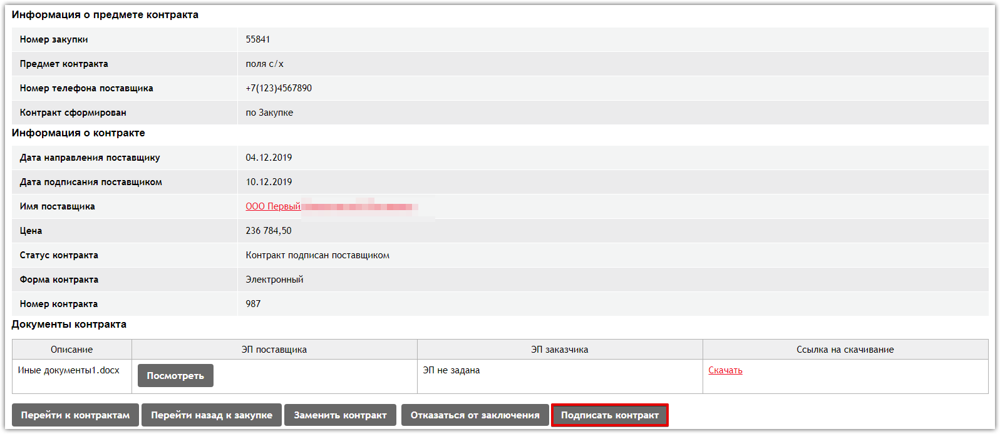 Информация о предмете контракта
Номер закупки 55841
Предмет контракта поля с/х
Номер телефона поставщика +7(123)4567890
Контракт сформирован по Закупке
Информация о контракте
Дата направления поставщику 04.12.2019
Дата подписания поставщиком 10.12.2019
Имя поставщика ООО Первый
Цена 236 784,50
Статус контракта Контракт подписан поставщиком
Форма контракта Электронный
Номер контракта 987
Документы контракта
Описание ЭП поставщика ЭП заказчика Ссылка на скачивание
Иные документы1.docx Посмотреть ЭП не задана Скачать
Перейти к контрактам Перейти назад к закупке Заменить контракт Отказаться от заключения Подписать контракт